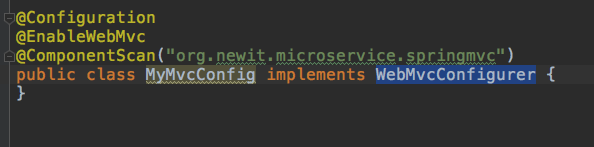 @Configuration
@EnableWebMvc
@ComponentScan("org.newit.microservice.springmvc")
public class MyMvcConfig implements WebMvcConfigurer {
}